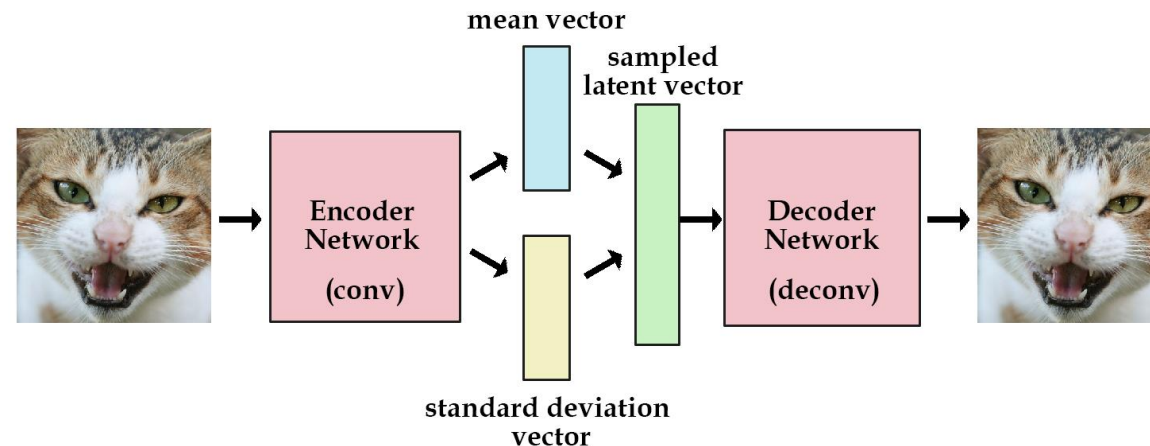 mean vector
sampled
latent vector
Encoder
Network
(conv)
Decoder
Network
(deconv)
standard deviation
vector